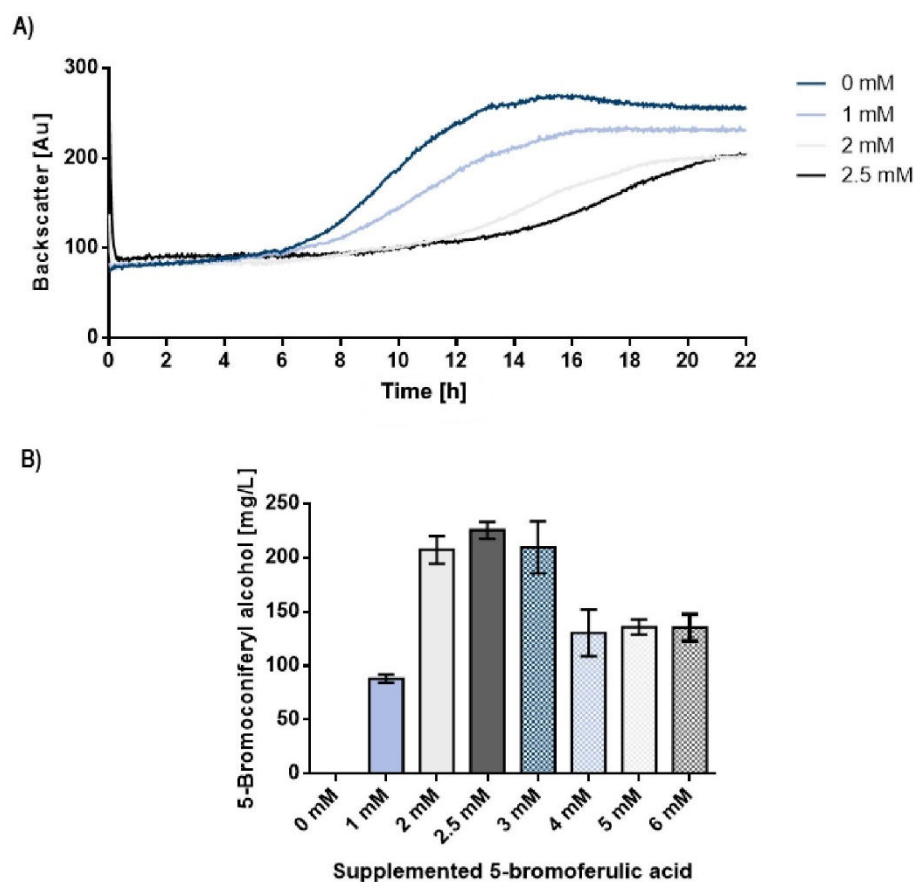 A)
300
200
100
0
Backscatter [Au]
0 2 4 6 8 10 12 14 16 18 20 22
Time [h]
0 mM
1 mM
2 mM
2.5 mM
B)
250
200
150
100
50
0
5-Bromoconiferyl alcohol [mg/L]
0 mM 1 mM 2 mM 2.5 mM 3 mM 4 mM 5 mM 6 mM
Supplemented 5-bromoferulic acid